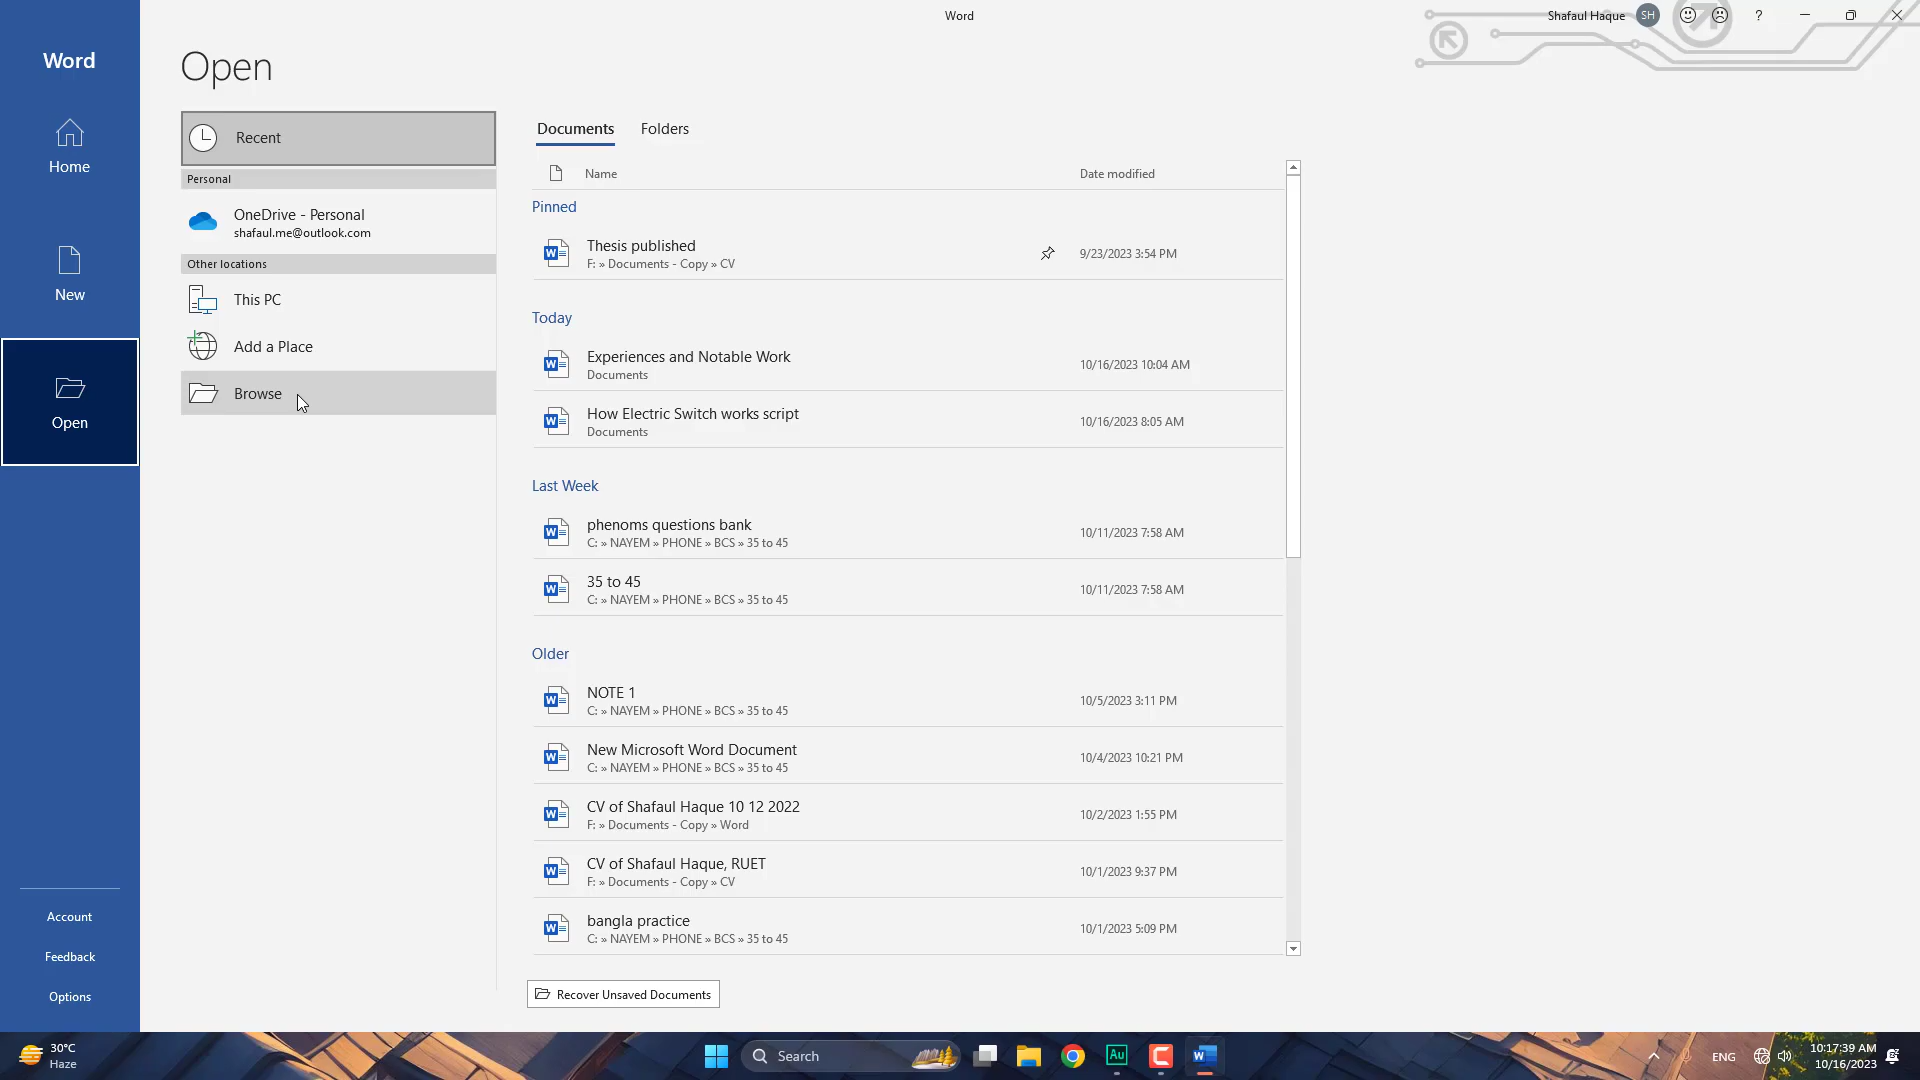 Word
Shafaul Haque SH ?
Word
Home
New
Open
Account
Feedback
Options
Open
Recent
Personal
OneDrive - Personal
shafaul.me@outlook.com
Other locations
This PC
Add a Place
Browse
Documents Folders
Name Date modified
Pinned
Thesis published
F: » Documents - Copy » CV
9/23/2023 3:54 PM
Today
Experiences and Notable Work
Documents
10/16/2023 10:04 AM
How Electric Switch works script
Documents
10/16/2023 8:05 AM
Last Week
phenoms questions bank
C: » NAYEM » PHONE » BCS » 35 to 45
10/11/2023 7:58 AM
35 to 45
C: » NAYEM » PHONE » BCS » 35 to 45
10/11/2023 7:58 AM
Older
NOTE 1
C: » NAYEM » PHONE » BCS » 35 to 45
10/5/2023 3:11 PM
New Microsoft Word Document
C: » NAYEM » PHONE » BCS » 35 to 45
10/4/2023 10:21 PM
CV of Shafaul Haque 10 12 2022
F: » Documents - Copy » Word
10/2/2023 1:55 PM
CV of Shafaul Haque, RUET
F: » Documents - Copy » CV
10/1/2023 9:37 PM
bangla practice
C: » NAYEM » PHONE » BCS » 35 to 45
10/1/2023 5:09 PM
Recover Unsaved Documents
30°C
Haze
Search
Au
ENG
10:17:39 AM
10/16/2023